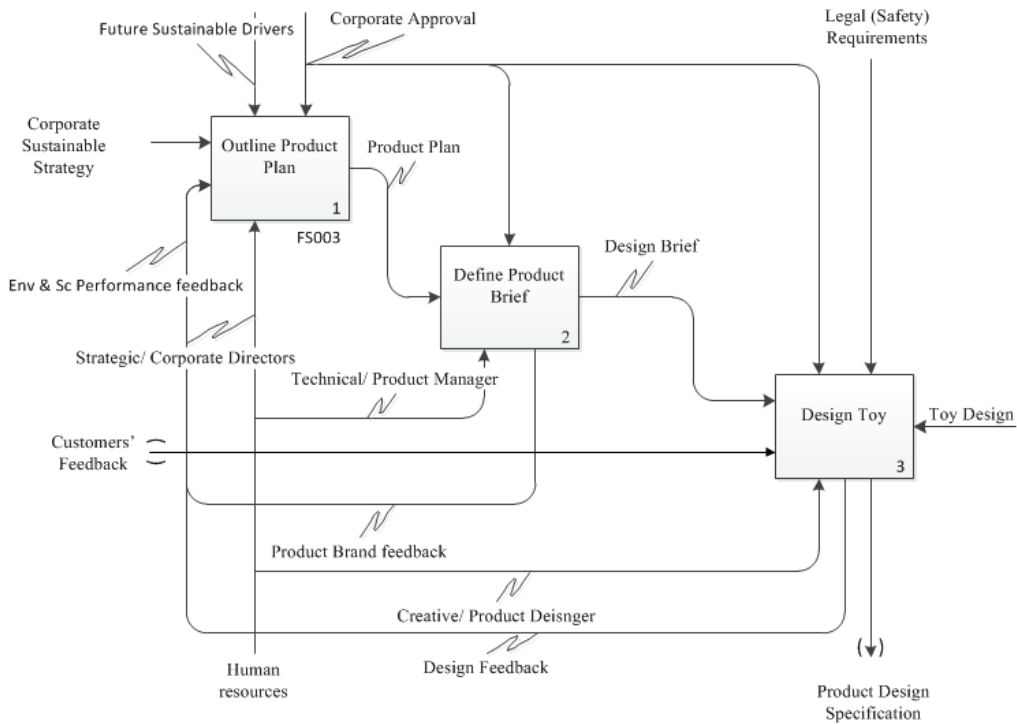 Future Sustainable Drivers
Corporate Approval
Legal (Safety)
Requirements
Corporate
Sustainable
Strategy
Outline Product
Plan
1
FS003
Product Plan
Env & Sc Performance feedback
Define Product
Brief
2
Design Brief
Strategic/ Corporate Directors
Technical/ Product Manager
Design Toy
3
Toy Design
Customers'
Feedback
Product Brand feedback
Creative/ Product Deisnger
Design Feedback
Human
resources
Product Design
Specification